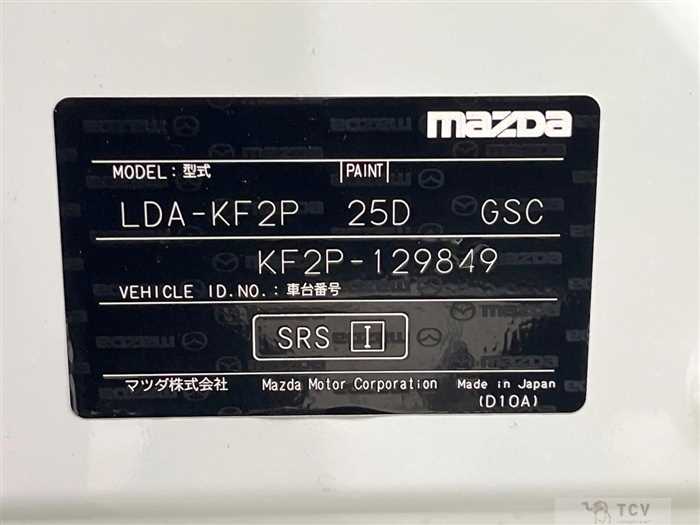 mazda
MODEL：型式 PAINT
LDA-KF2P 25D GSC
KF2P-129849
VEHICLE ID.NO.：車台番号
SRS I
マツダ株式会社 Mazda Motor Corporation Made in Japan
(D10A)
TCV